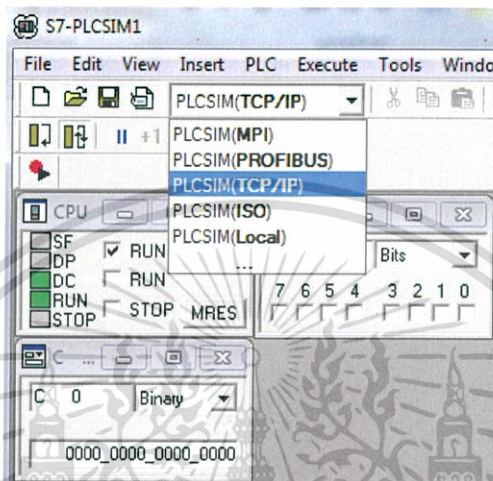 S7-PLCSIM1
File Edit View Insert PLC Execute Tools Windo
PLCSIM(TCP/IP)
+1
PLCSIM(MPI)
PLCSIM(PROFIBUS)
PLCSIM(TCP/IP)
PLCSIM(ISO)
PLCSIM(Local)
...
CPU
SF
DP
DC
RUN
STOP
RUN
RUN
STOP MRES
Bits
7 6 5 4 3 2 1 0
C ...
C 0 Binary
0000_0000_0000_0000